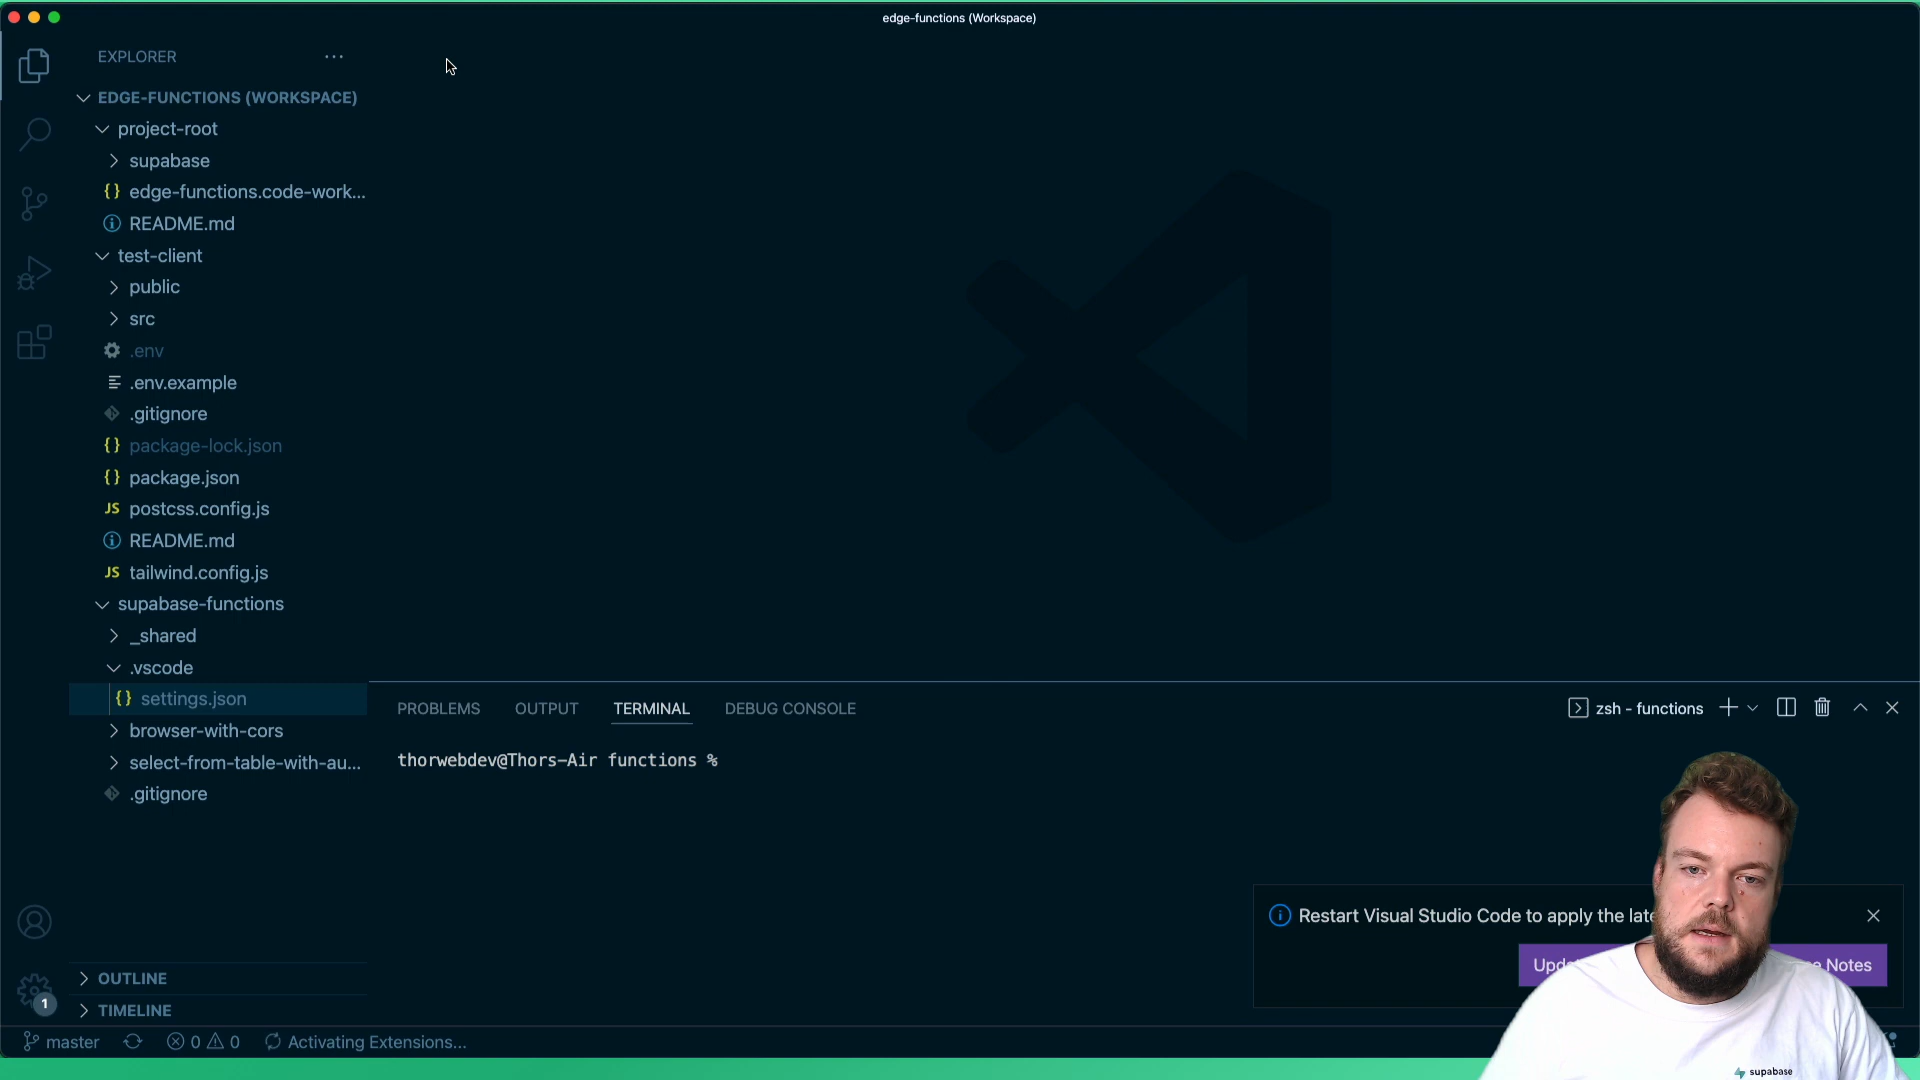 edge-functions (Workspace)
EXPLORER
EDGE-FUNCTIONS (WORKSPACE)
project-root
supabase
edge-functions.code-work...
README.md
test-client
public
src
.env
.env.example
.gitignore
package-lock.json
package.json
JS postcss.config.js
README.md
JS tailwind.config.js
supabase-functions
_shared
.vscode
settings.json
browser-with-cors
select-from-table-with-au...
.gitignore
OUTLINE
TIMELINE
PROBLEMS OUTPUT TERMINAL DEBUG CONSOLE
zsh - functions
thorwebdev@Thors-Air functions %
Restart Visual Studio Code to apply the
Notes
1
master 0 0 Activating Extensions...
supabase